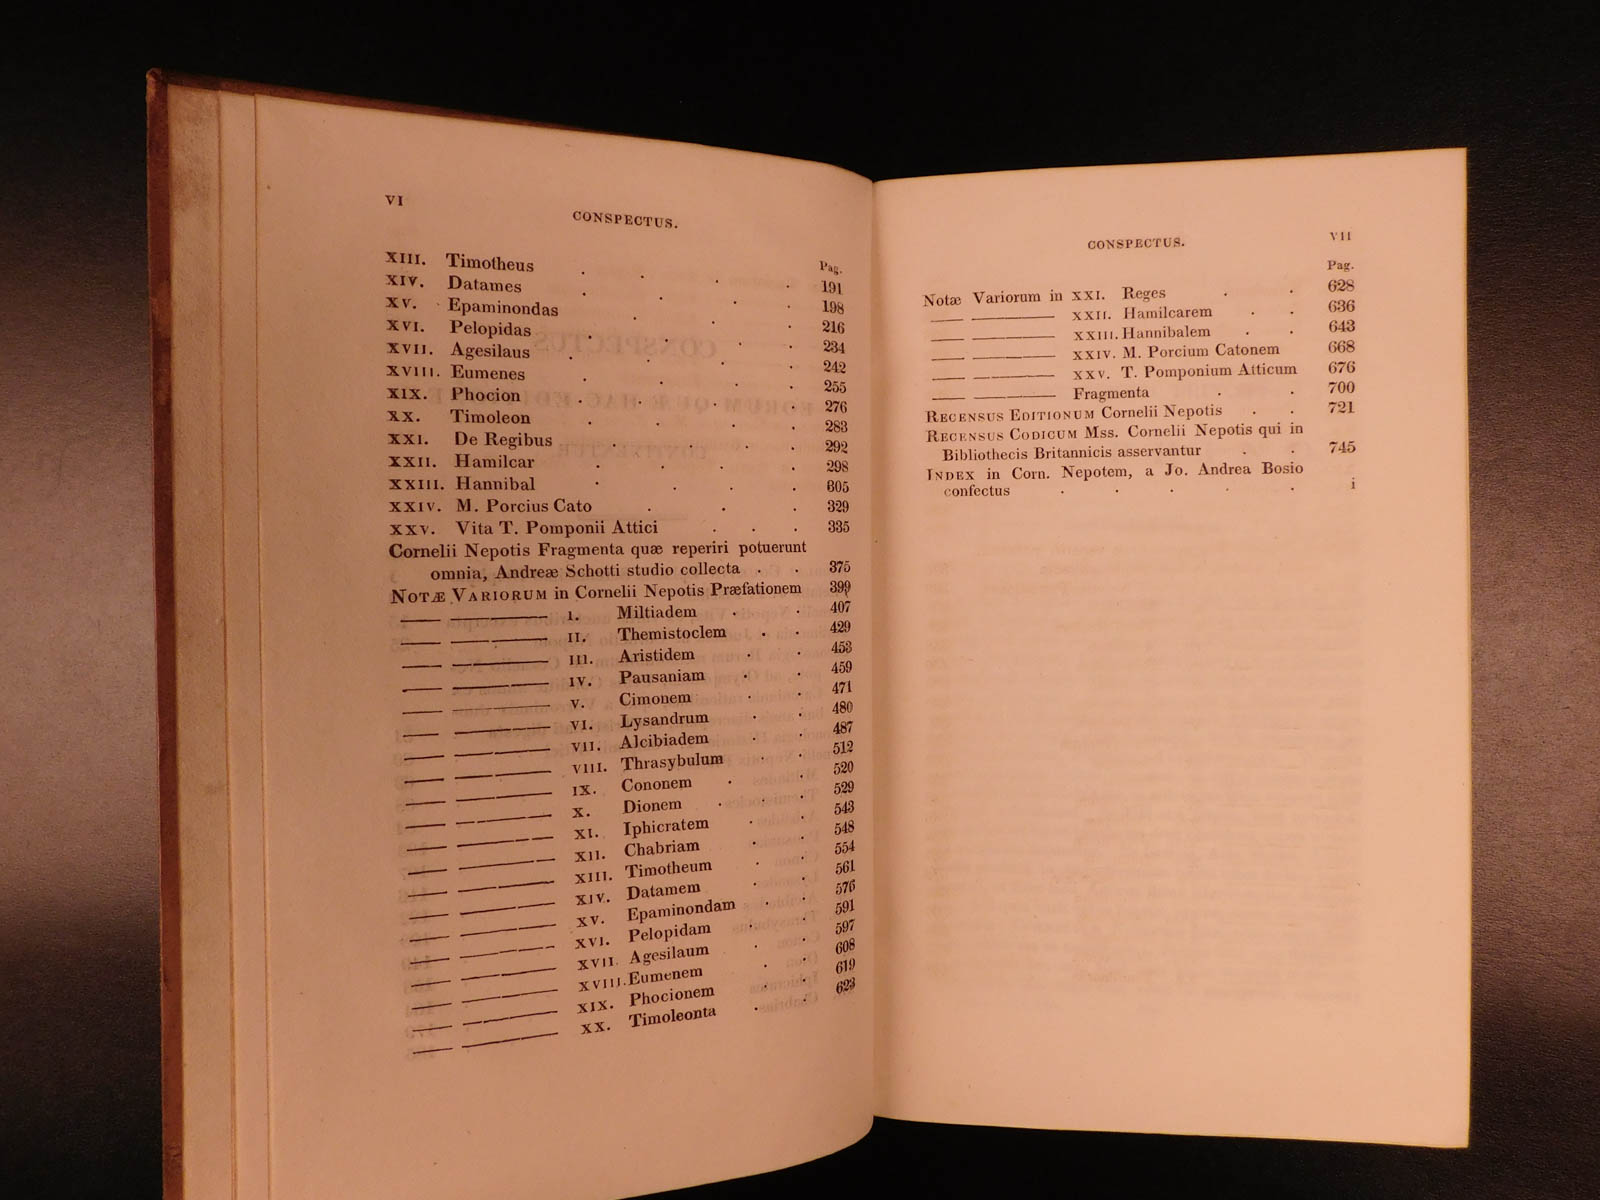 VI
CONSPECTUS.
Pag.
XIII. Timotheus . . . . 191
XIV. Datames . . . . 198
XV. Epaminondas . . . 216
XVI. Pelopidas . . . . 234
XVII. Agesilaus . . . . 242
XVIII. Eumenes . . . . 255
XIX. Phocion . . . . 276
XX. Timoleon . . . . 283
XXI. De Regibus . . . . 292
XXII. Hamilcar . . . . 298
XXIII. Hannibal . . . . 305
XXIV. M. Porcius Cato . . . 329
XXV. Vita T. Pomponii Attici . . . 335
Cornelii Nepotis Fragmenta quæ reperiri potuerunt
omnia, Andreæ Schotti studio collecta . . 375
NOTÆ VARIORUM in Cornelii Nepotis Præfationem 399
—— ———— I. Miltiadem . . 407
—— ———— II. Themistoclem . . 429
—— ———— III. Aristidem . . 453
—— ———— IV. Pausaniam . . 459
—— ———— V. Cimonem . . 471
—— ———— VI. Lysandrum . . 480
—— ———— VII. Alcibiadem . . 487
—— ———— VIII. Thrasybulum . . 512
—— ———— IX. Cononem . . 520
—— ———— X. Dionem . . . 529
—— ———— XI. Iphicratem . . 543
—— ———— XII. Chabriam . . 548
—— ———— XIII. Timotheum . . 554
—— ———— XIV. Datamem . . 561
—— ———— XV. Epaminondam . . 576
—— ———— XVI. Pelopidam . . 591
—— ———— XVII. Agesilaum . . 597
—— ———— XVIII. Eumenem . . 608
—— ———— XIX. Phocionem . . 619
—— ———— XX. Timoleonta . . 623
CONSPECTUS.
VII
Pag.
Notæ Variorum in XXI. Reges . . 628
—— ———— XXII. Hamilcarem . . 636
—— ———— XXIII. Hannibalem . . 643
—— ———— XXIV. M. Porcium Catonem 668
—— ———— XXV. T. Pomponium Atticum 676
—— ———— Fragmenta . . 700
RECENSUS EDITIONUM Cornelii Nepotis . . 721
RECENSUS CODICUM Mss. Cornelii Nepotis qui in
Bibliothecis Britannicis asservantur . . 745
INDEX in Corn. Nepotem, a Jo. Andrea Bosio
confectus . . . . . i